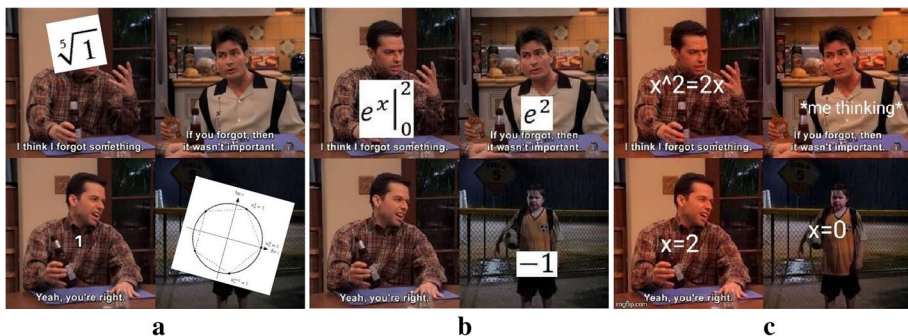 ⁵√1
I think I forgot something.
If you forgot, then
it wasn't important.
1
Yeah, you're right.
e^x|₀²
e²
I think I forgot something.
If you forgot, then
it wasn't important.
Yeah, you're right.
−1
x^2=2x
*me thinking*
I think I forgot something.
If you forgot, then
it wasn't important.
x=2
x=0
Yeah, you're right.
imgflip.com
a
b
c